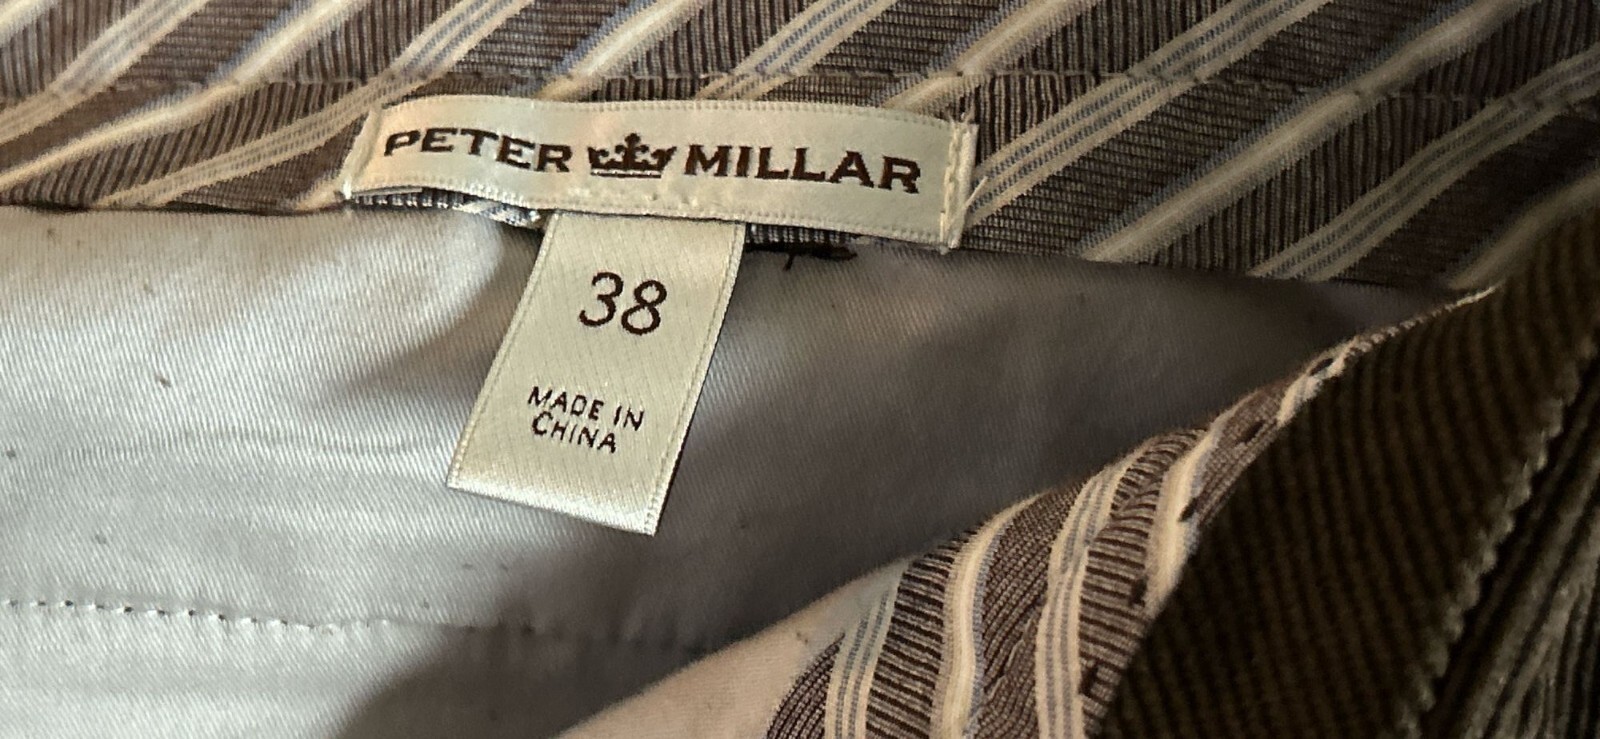 PETER MILLAR
38
MADE IN
CHINA